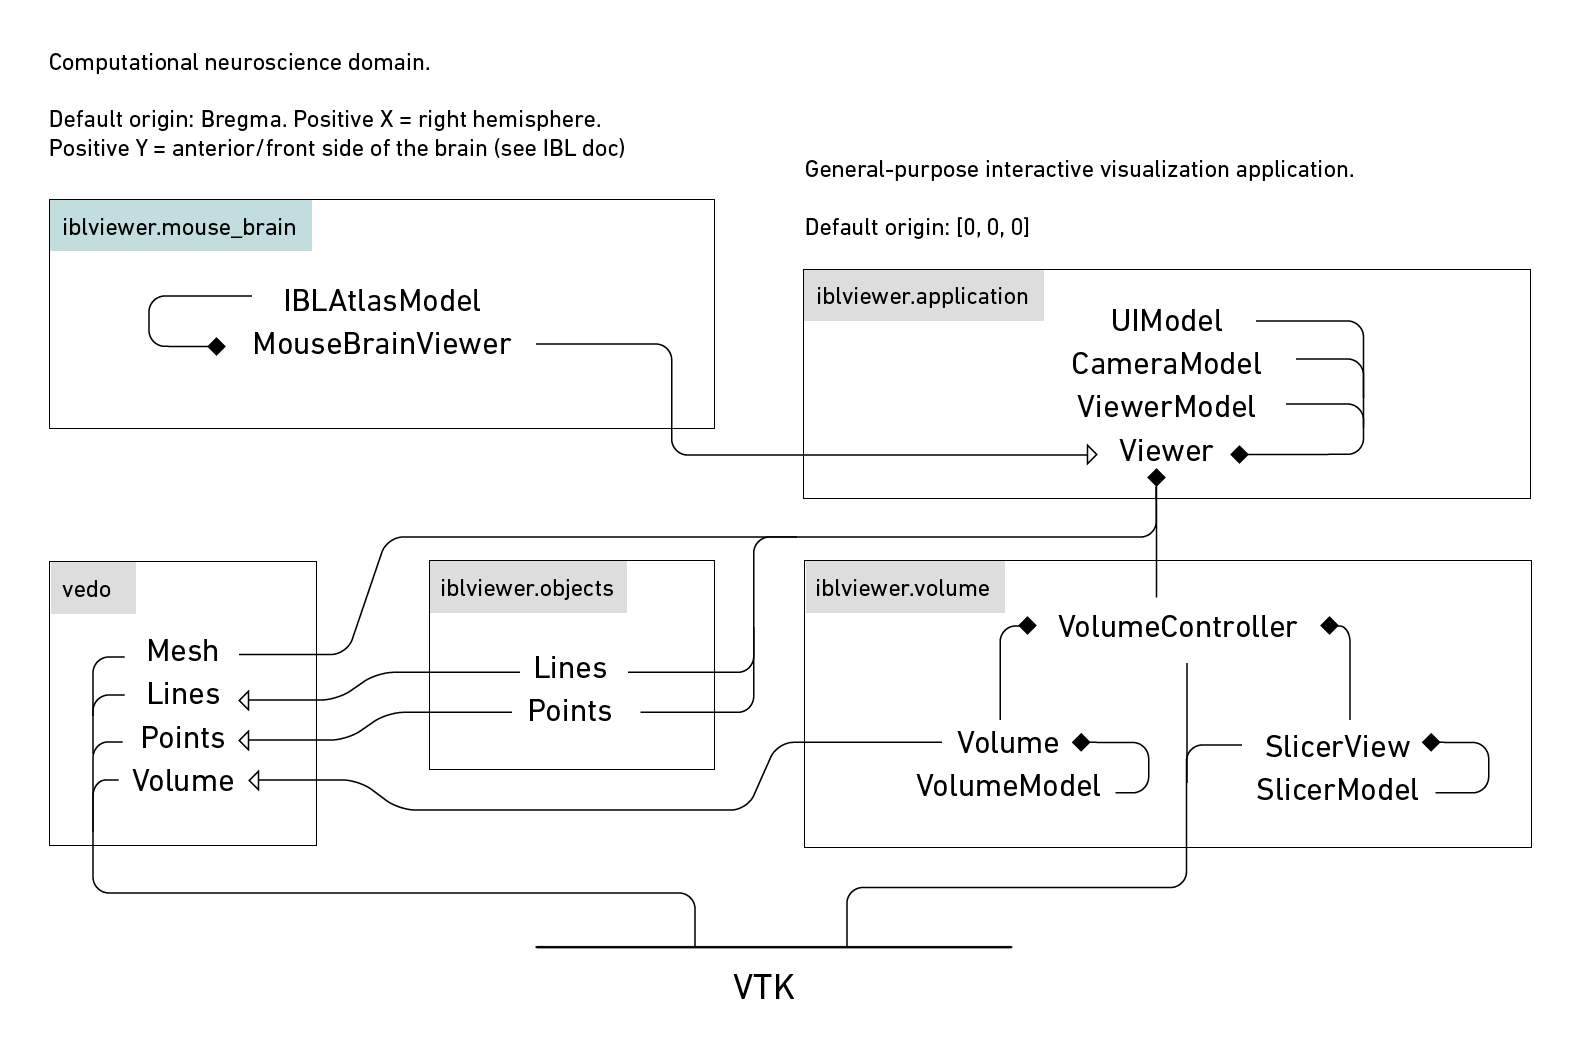 Computational neuroscience domain.
Default origin: Bregma. Positive X = right hemisphere.
Positive Y = anterior/front side of the brain (see IBL doc)
General-purpose interactive visualization application.
Default origin: [0, 0, 0]
iblviewer.mouse_brain
IBLAtlasModel
MouseBrainViewer
iblviewer.application
UIModel
CameraModel
ViewerModel
Viewer
vedo
Mesh
Lines
Points
Volume
iblviewer.objects
Lines
Points
iblviewer.volume
VolumeController
Volume
VolumeModel
SlicerView
SlicerModel
VTK